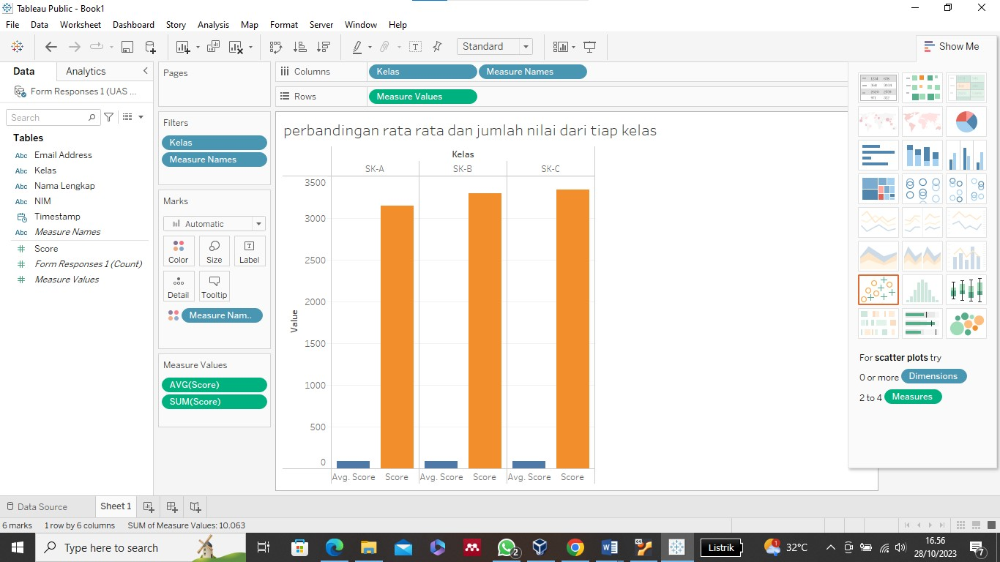 Tableau Public - Book1
File Data Worksheet Dashboard Story Analysis Map Format Server Window Help
Standard
Show Me
Data Analytics
Form Responses 1 (UAS ...
Search
Tables
Abc Email Address
Abc Kelas
Abc Nama Lengkap
Abc NIM
Timestamp
Abc Measure Names
# Score
# Form Responses 1 (Count)
# Measure Values
Pages
Filters
Kelas
Measure Names
Marks
Automatic
Color Size Label
Detail Tooltip
Measure Nam..
Measure Values
AVG(Score)
SUM(Score)
Columns Kelas Measure Names
Rows Measure Values
perbandingan rata rata dan jumlah nilai dari tiap kelas
Kelas
SK-A SK-B SK-C
3500
3000
2500
2000
1500
1000
500
0
Value
Avg. Score Score Avg. Score Score Avg. Score Score
For scatter plots try
0 or more Dimensions
2 to 4 Measures
Data Source Sheet 1
6 marks 1 row by 6 columns SUM of Measure Values: 10.063
Type here to search
2
Listrik
1
32°C
16.56
28/10/2023
7